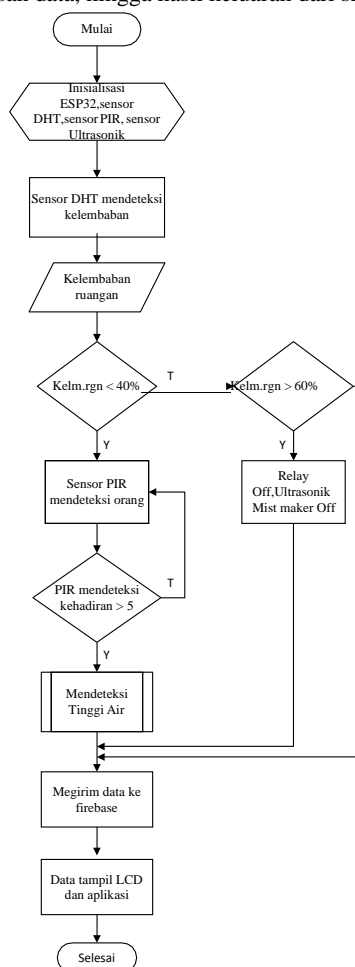 Mulai
Inisialisasi
ESP32,sensor
DHT,sensor PIR, sensor
Ultrasonik
Sensor DHT mendeteksi
kelembaban
Kelembaban
ruangan
Kelm.rgn < 40%
T
Kelm.rgn > 60%
Y
Y
Sensor PIR
mendeteksi orang
Relay
Off,Ultrasonik
Mist maker Off
PIR mendeteksi
kehadiran > 5
T
Y
Mendeteksi
Tinggi Air
Megirim data ke
firebase
Data tampil LCD
dan aplikasi
Selesai